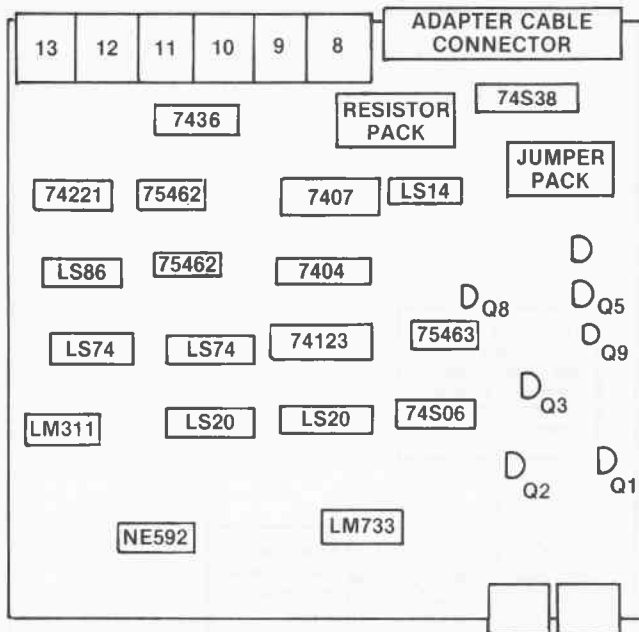 ADAPTER CABLE
CONNECTOR
13 12 11 10 9 8
74S38
7436
RESISTOR
PACK
JUMPER
PACK
74221 75462 7407 LS14
LS86 75462 7404
Q8 Q5
LS74 LS74 74123 75463 Q9
Q3
LM311 LS20 LS20 74S06
Q2 Q1
NE592 LM733